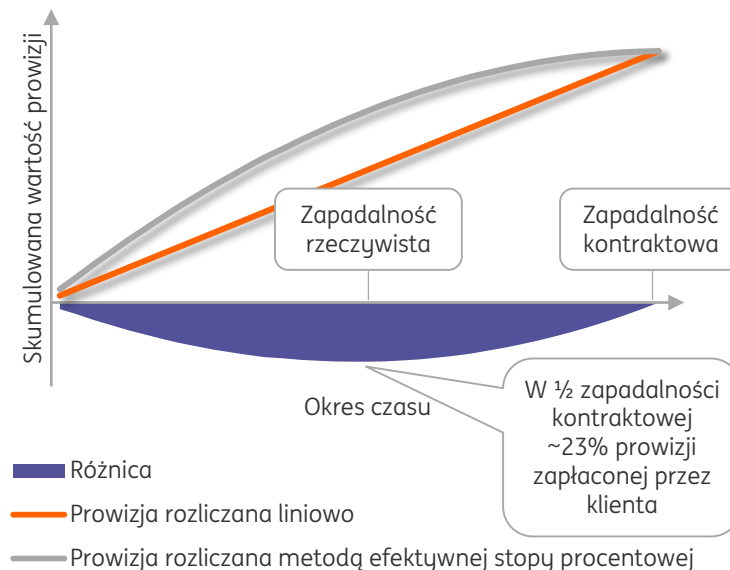 Skumulowana wartość prowizji
Zapadalność
rzeczywista
Zapadalność
kontraktowa
Okres czasu
W ½ zapadalności
kontraktowej
~23% prowizji
zapłaconej przez
klienta
Różnica
Prowizja rozliczana liniowo
Prowizja rozliczana metodą efektywnej stopy procentowej